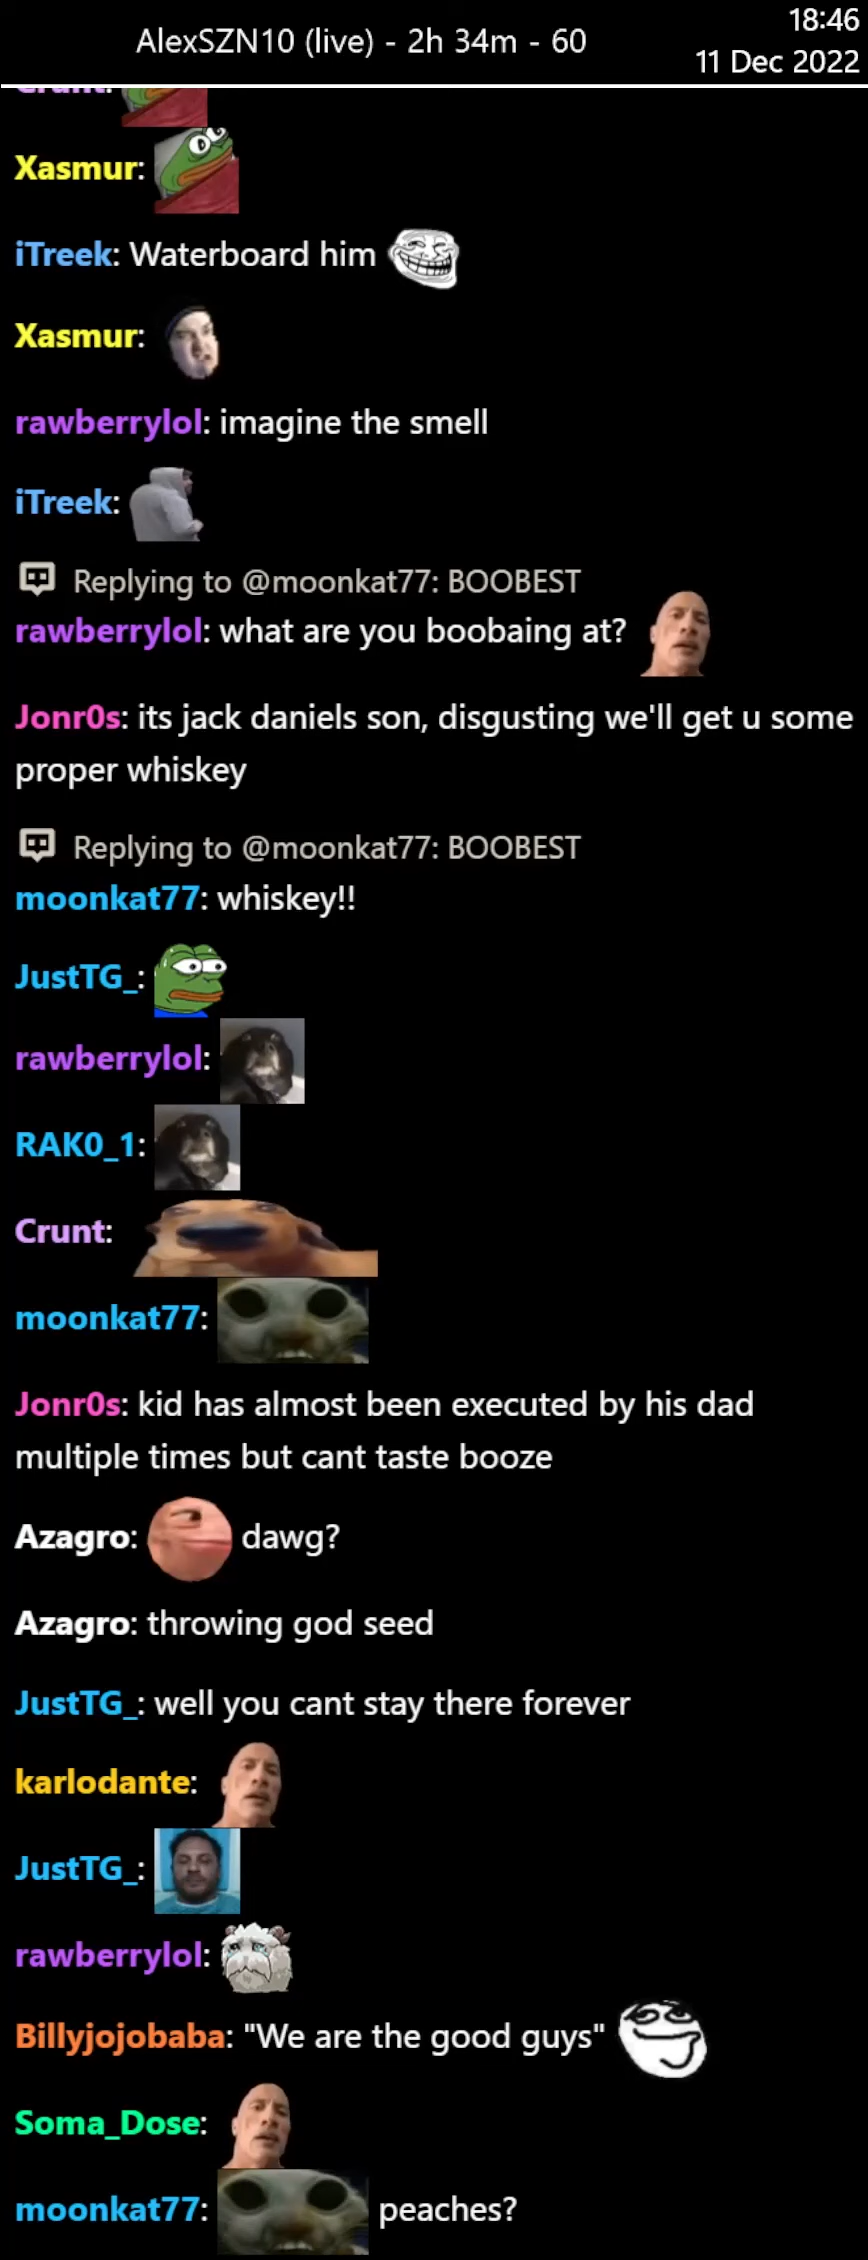 AlexSZN10 (live) - 2h 34m - 60
18:46
11 Dec 2022
Crunt:
Xasmur:
iTreek: Waterboard him
Xasmur:
rawberrylol: imagine the smell
iTreek:
Replying to @moonkat77: BOOBEST
rawberrylol: what are you boobaing at?
Jonr0s: its jack daniels son, disgusting we'll get u some
proper whiskey
Replying to @moonkat77: BOOBEST
moonkat77: whiskey!!
JustTG_:
rawberrylol:
RAK0_1:
Crunt:
moonkat77:
Jonr0s: kid has almost been executed by his dad
multiple times but cant taste booze
Azagro: dawg?
Azagro: throwing god seed
JustTG_: well you cant stay there forever
karlodante:
JustTG_:
rawberrylol:
Billyjojobaba: "We are the good guys"
Soma_Dose:
moonkat77: peaches?